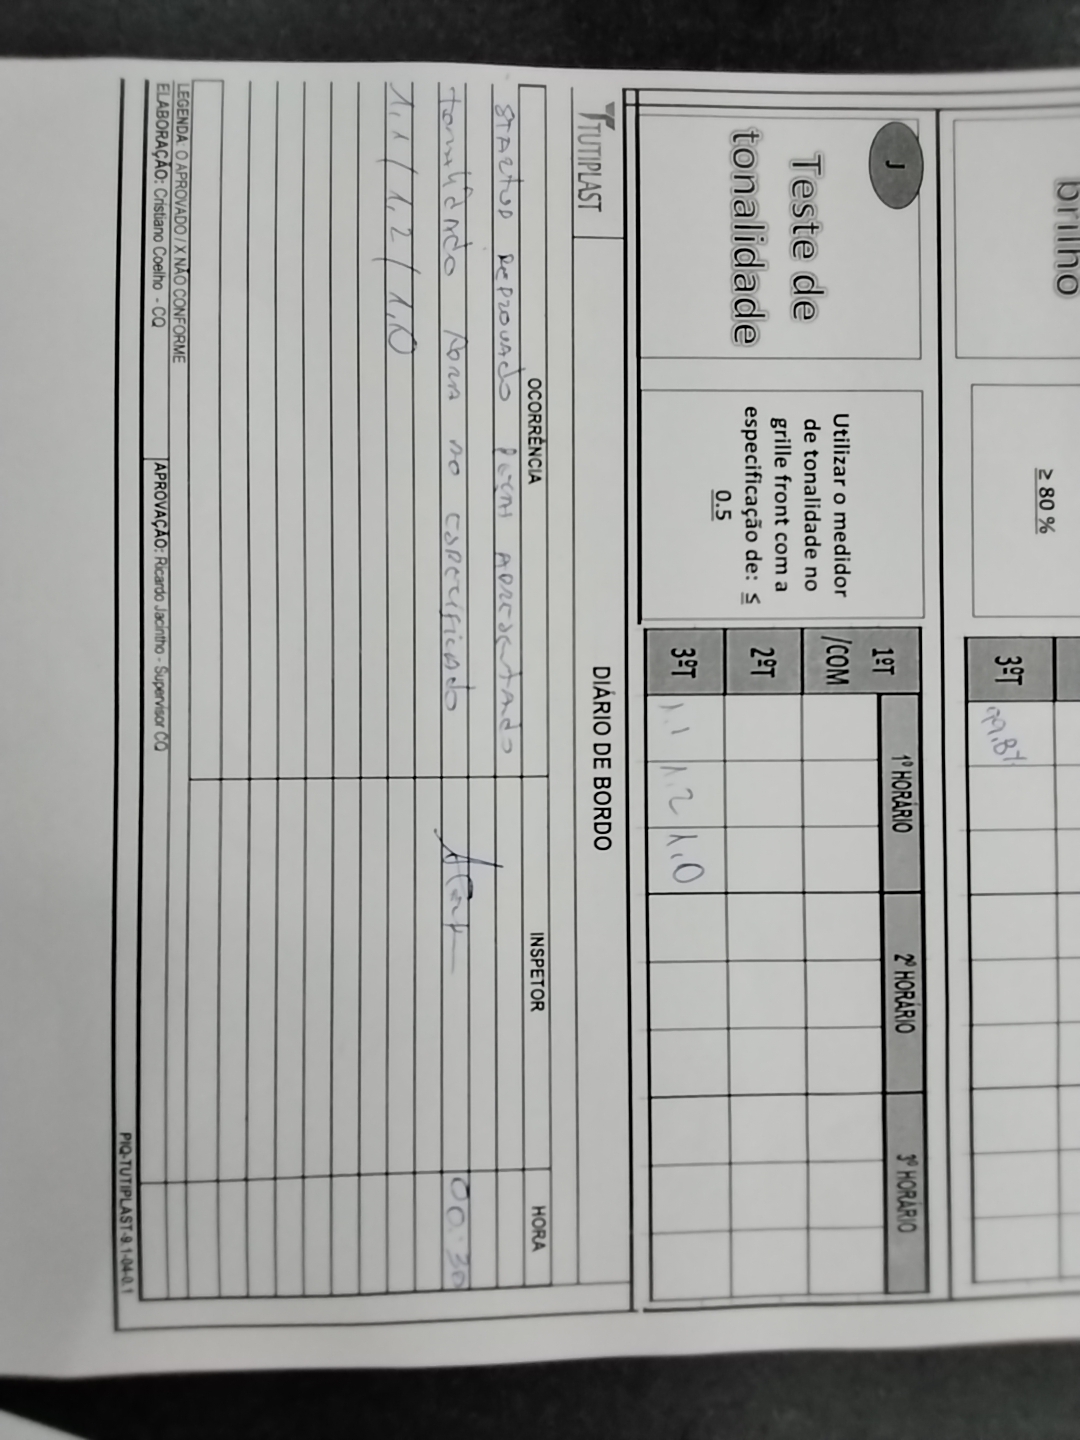 brilho
≥ 80 %
3ºT
99.8%
J
Teste de
tonalidade
Utilizar o medidor
de tonalidade no
grille front com a
especificação de: ≤
0.5
1º HORÁRIO 2º HORÁRIO 3º HORÁRIO
1ºT
/COM
2ºT
3ºT 1.1 1.2 1.0
TUTIPLAST DIÁRIO DE BORDO
OCORRÊNCIA INSPETOR HORA
STARTUP REPROVADO APRESENTANDO
tonalidade FORA do especificado 00:30
1,1 / 1,2 / 1,0
LEGENDA: O APROVADO / X NÃO CONFORME
ELABORAÇÃO: Cristiano Coelho - CQ APROVAÇÃO: Ricardo Jacintho - Supervisor CQ
PIQ-TUTIPLAST-9.1-04-0.1